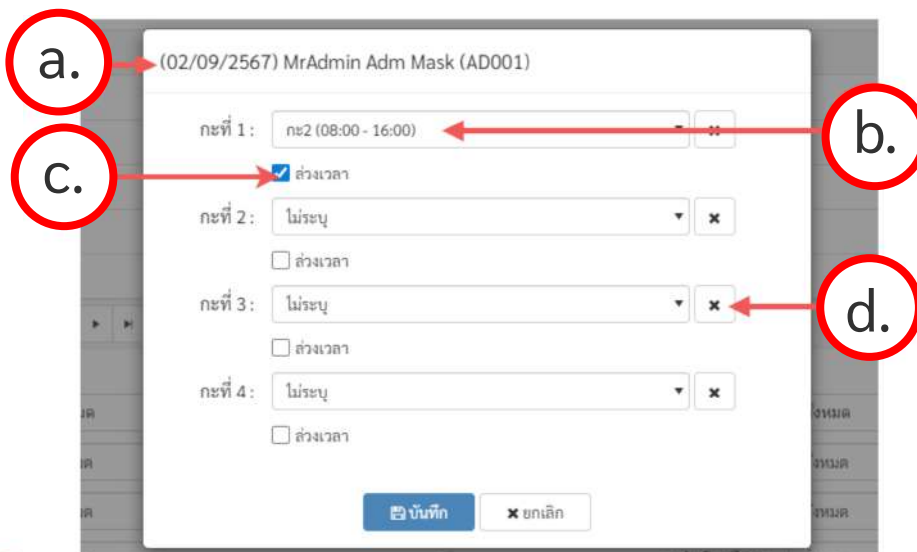 a.
(02/09/2567) MrAdmin Adm Mask (AD001)
กะที่ 1 : กะ2 (08:00 - 16:00)
b.
c.
ล่วงเวลา
กะที่ 2 : ไม่ระบุ
ล่วงเวลา
กะที่ 3 : ไม่ระบุ
d.
ล่วงเวลา
กะที่ 4 : ไม่ระบุ
ล่วงเวลา
บันทึก ยกเลิก